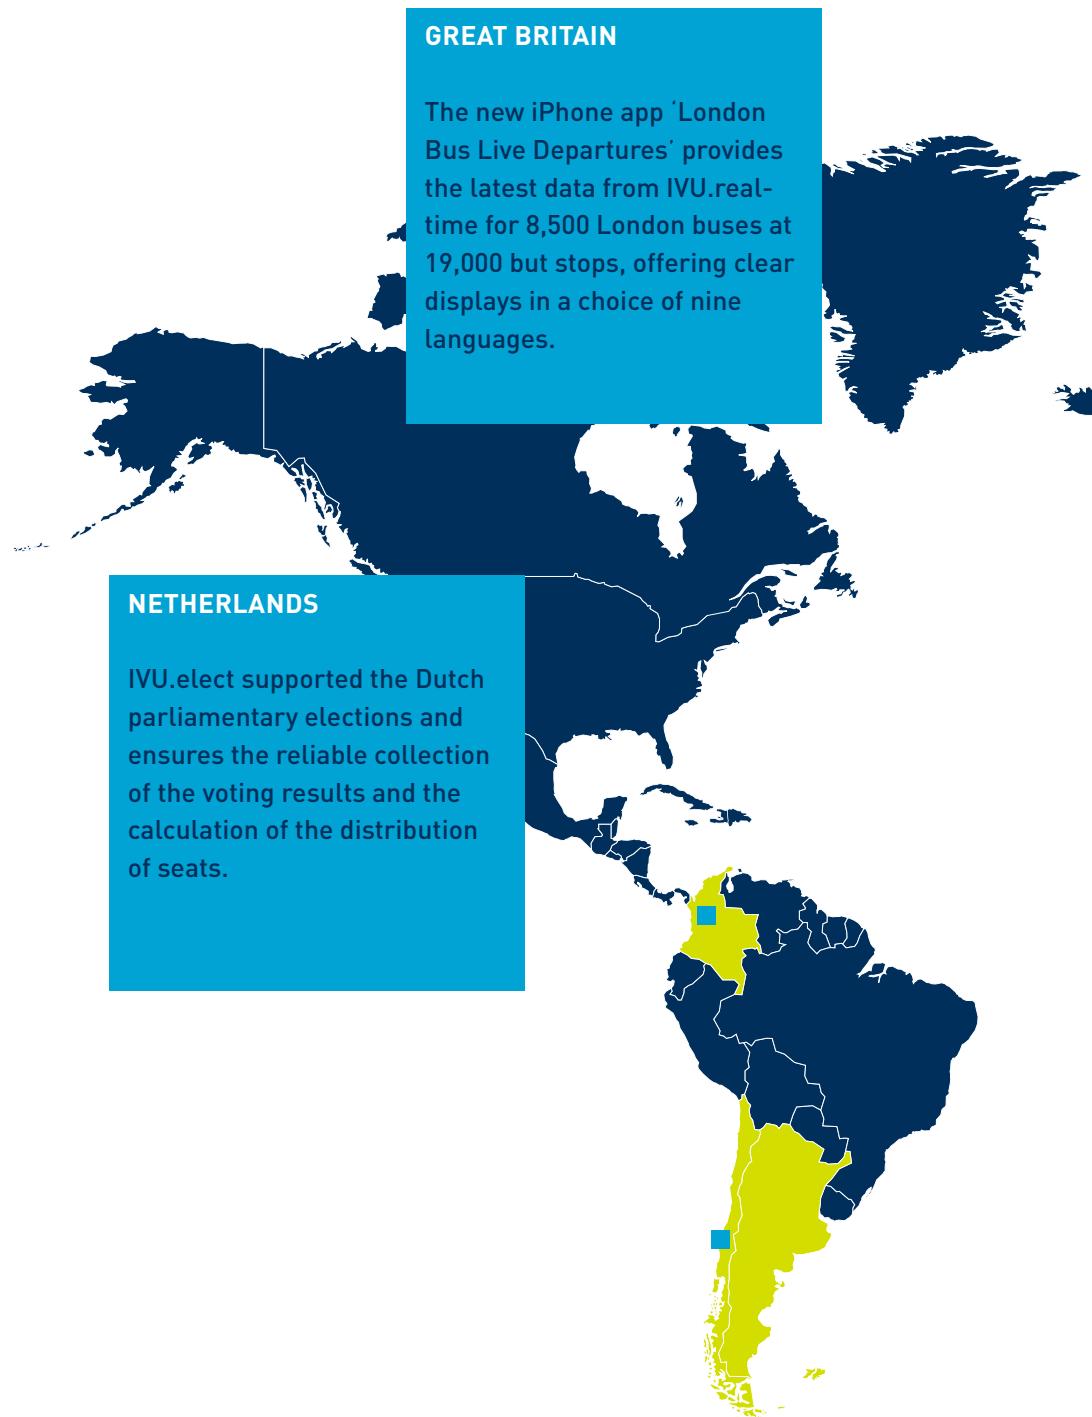 GREAT BRITAIN
The new iPhone app ‘London
Bus Live Departures’ provides
the latest data from IVU.real-
time for 8,500 London buses at
19,000 but stops, offering clear
displays in a choice of nine
languages.
NETHERLANDS
IVU.elect supported the Dutch
parliamentary elections and
ensures the reliable collection
of the voting results and the
calculation of the distribution
of seats.